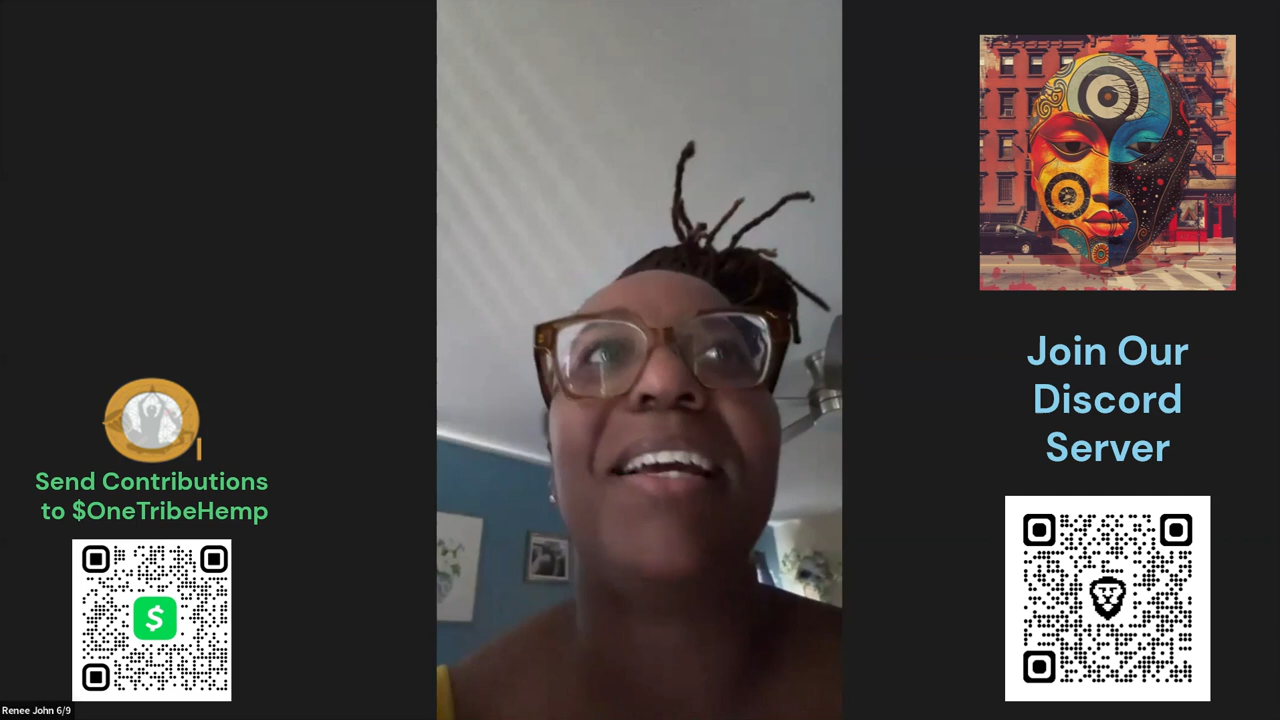 Send Contributions
to $OneTribeHemp
Renee John 6/9
Join Our
Discord
Server